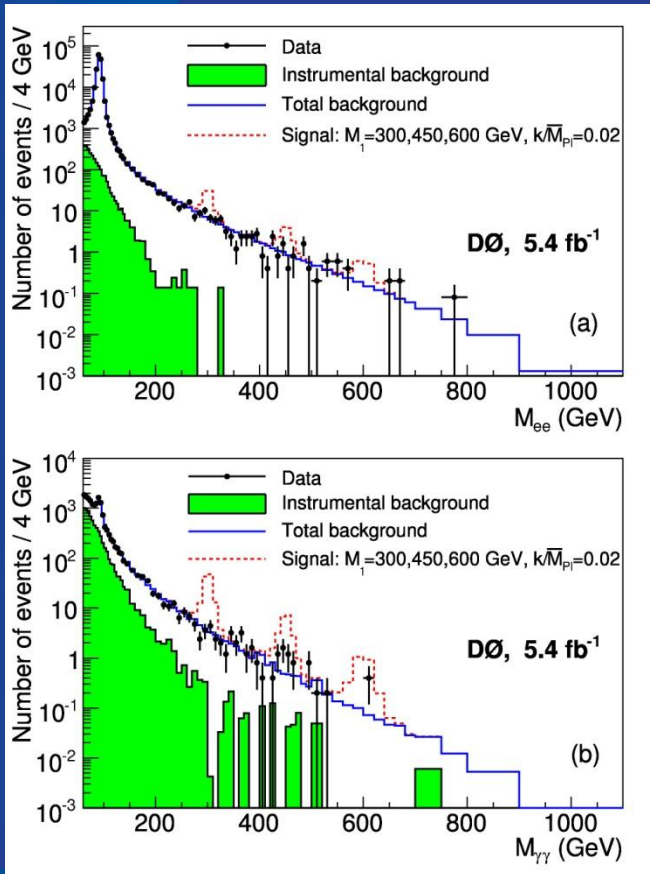 Number of events / 4 GeV
10⁵
10⁴
10³
10²
10
1
10⁻¹
10⁻²
10⁻³
Data
Instrumental background
Total background
Signal: M₁=300,450,600 GeV, k/M̅ₚₗ=0.02
DØ, 5.4 fb⁻¹
(a)
200 400 600 800 1000
Mₑₑ (GeV)
Number of events / 4 GeV
10⁴
10³
10²
10
1
10⁻¹
10⁻²
10⁻³
Data
Instrumental background
Total background
Signal: M₁=300,450,600 GeV, k/M̅ₚₗ=0.02
DØ, 5.4 fb⁻¹
(b)
200 400 600 800 1000
Mᵧᵧ (GeV)